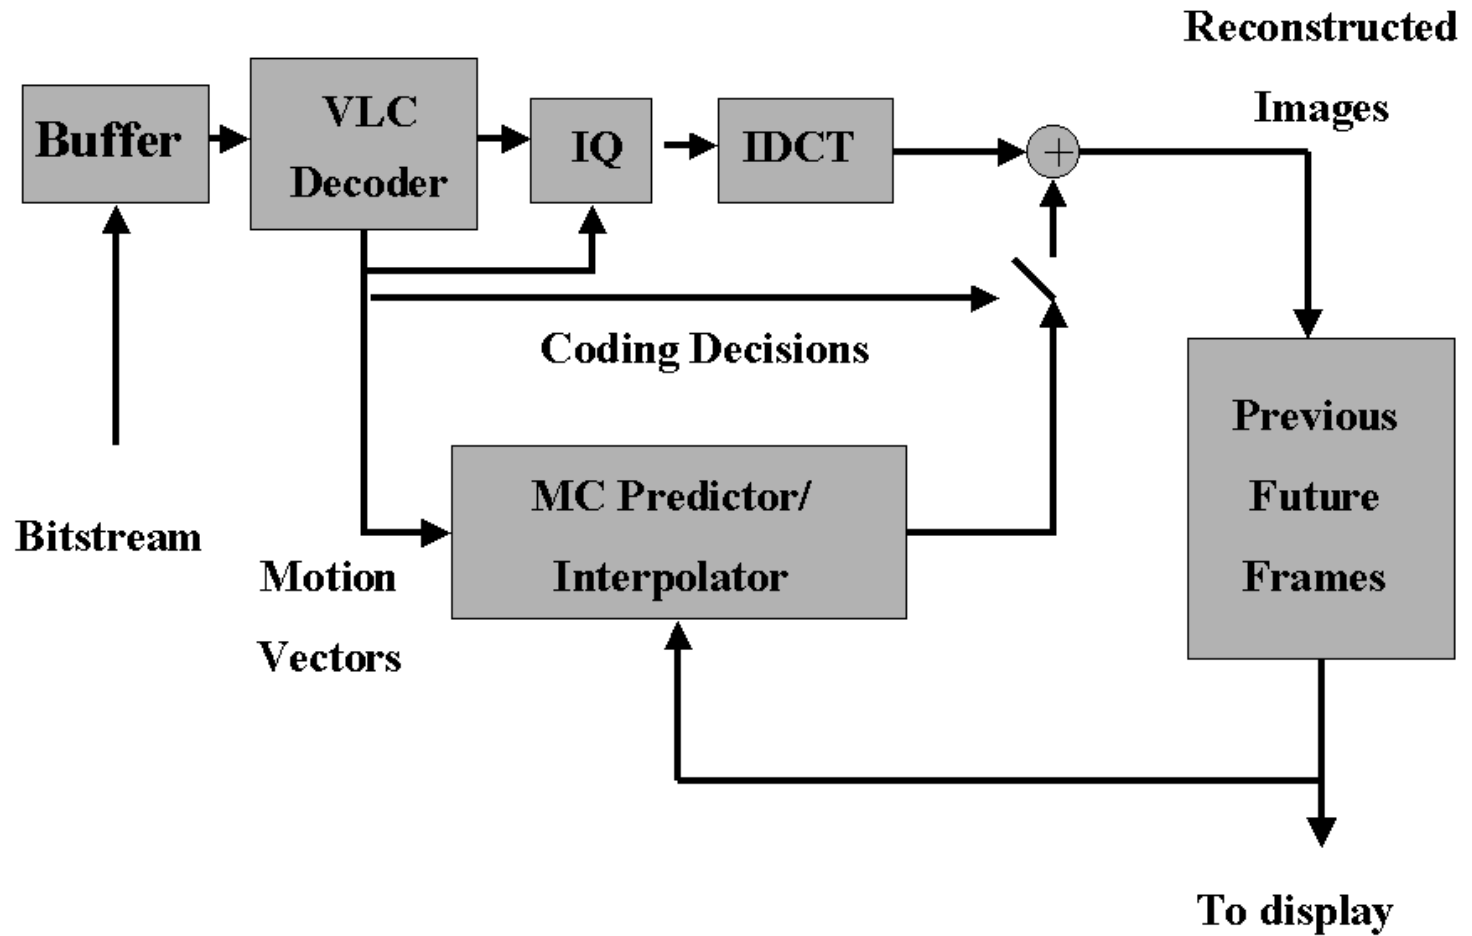 Reconstructed
Images
Buffer
VLC
Decoder
IQ
IDCT
+
Coding Decisions
Previous
Future
Frames
MC Predictor/
Interpolator
Bitstream
Motion
Vectors
To display